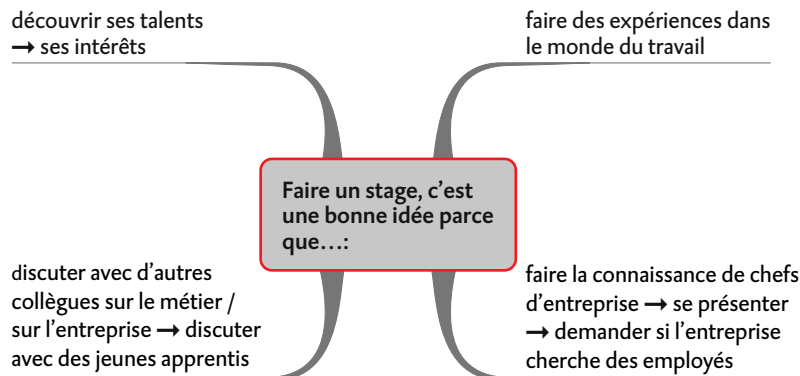 découvrir ses talents
→ ses intérêts
faire des expériences dans
le monde du travail
Faire un stage, c’est
une bonne idée parce
que…:
discuter avec d’autres
collègues sur le métier /
sur l’entreprise → discuter
avec des jeunes apprentis
faire la connaissance de chefs
d’entreprise → se présenter
→ demander si l’entreprise
cherche des employés